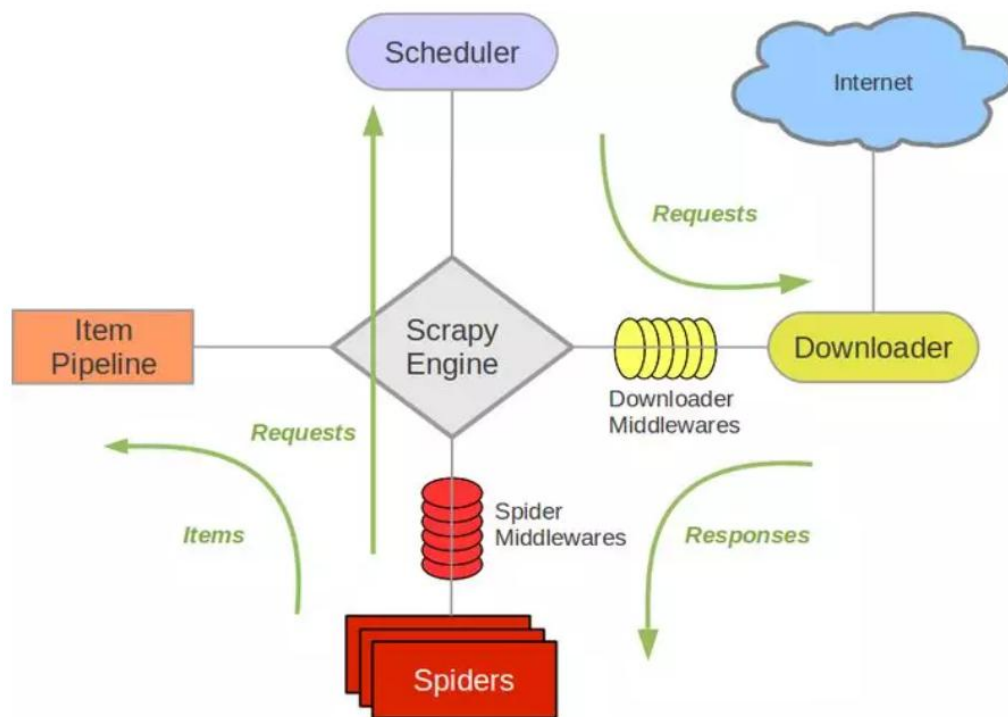 Scheduler
Internet
Requests
Item
Pipeline
Scrapy
Engine
Downloader
Downloader
Middlewares
Requests
Items
Spider
Middlewares
Responses
Spiders